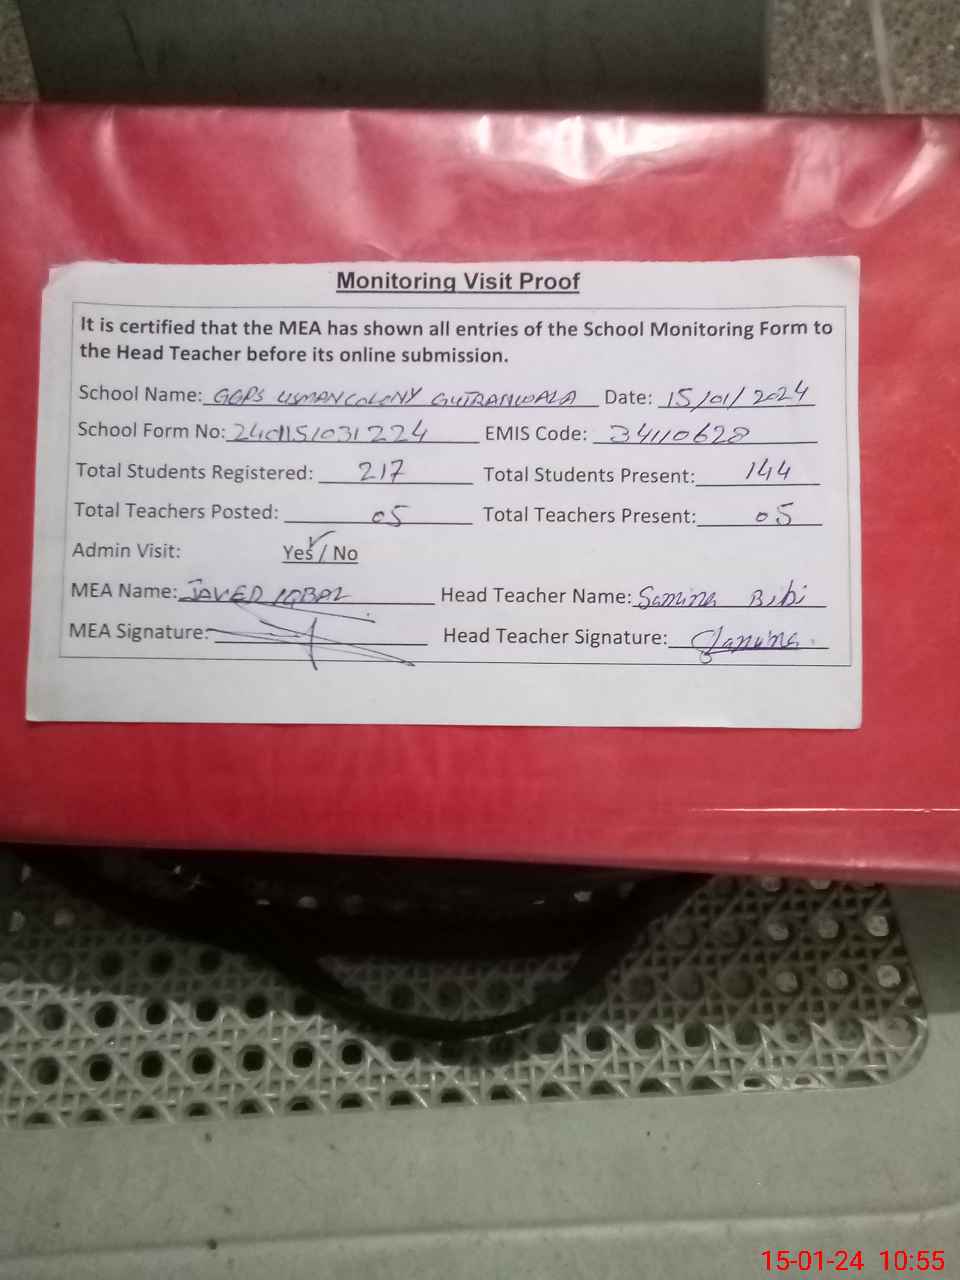 Monitoring Visit Proof
It is certified that the MEA has shown all entries of the School Monitoring Form to
the Head Teacher before its online submission.
School Name: GGPS USMAN COLONY GUJRANWALA Date: 15/01/2024
School Form No: 240115/031224 EMIS Code: 34110628
Total Students Registered: 217 Total Students Present: 144
Total Teachers Posted: 05 Total Teachers Present: 05
Admin Visit: Yes / No
MEA Name: JAVED IQBAL Head Teacher Name: Samina Bibi
MEA Signature: Head Teacher Signature: Samina
15-01-24 10:55